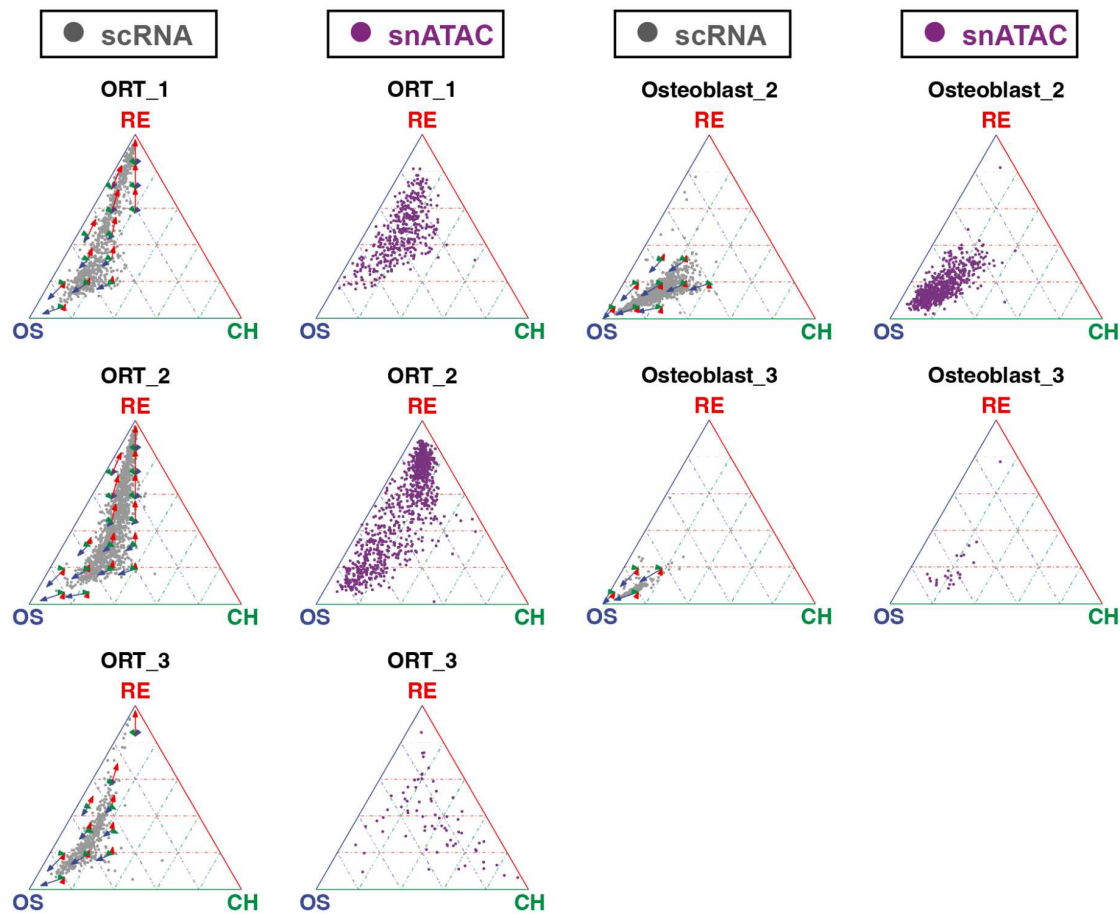 scRNA snATAC scRNA snATAC
ORT_1 ORT_1 Osteoblast_2 Osteoblast_2
RE RE RE RE
OS CH OS CH OS CH OS CH
ORT_2 ORT_2 Osteoblast_3 Osteoblast_3
RE RE RE RE
OS CH OS CH OS CH OS CH
ORT_3 ORT_3
RE RE
OS CH OS CH